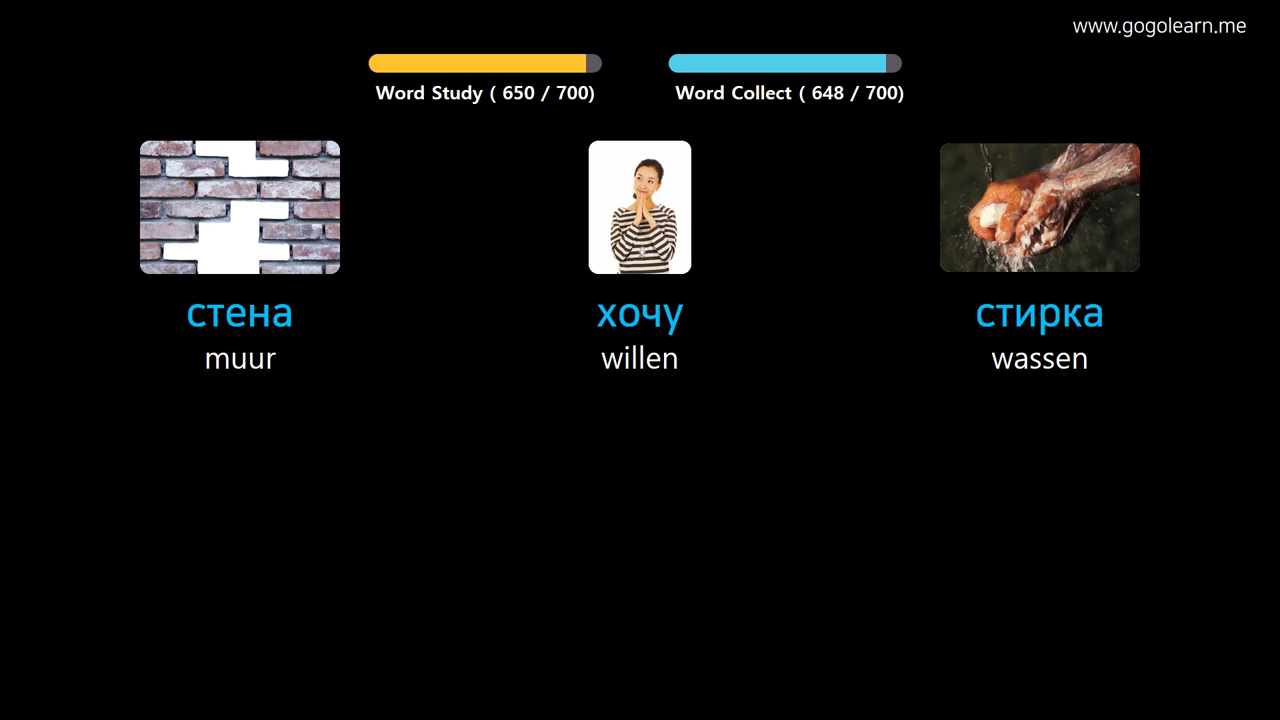 www.gogolearn.me
Word Study ( 650 / 700)
Word Collect ( 648 / 700)
стена
хочу
стирка
muur
willen
wassen